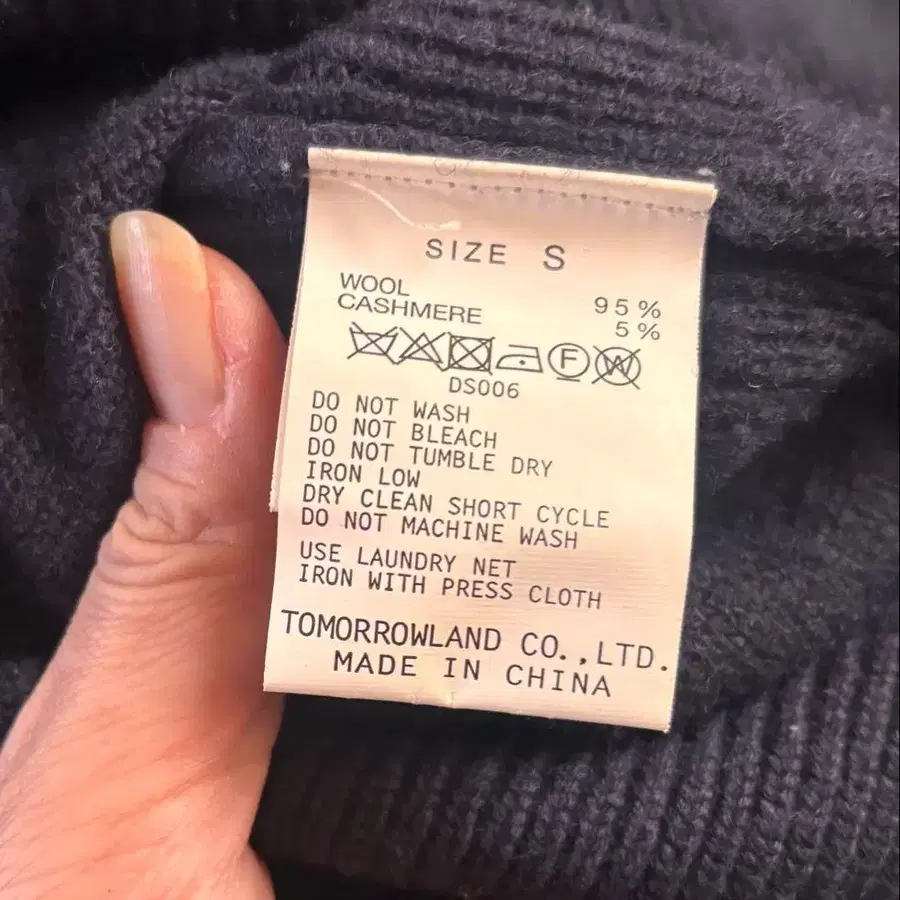 SIZE S
WOOL 95%
CASHMERE 5%
F W
DS006
DO NOT WASH
DO NOT BLEACH
DO NOT TUMBLE DRY
IRON LOW
DRY CLEAN SHORT CYCLE
DO NOT MACHINE WASH
USE LAUNDRY NET
IRON WITH PRESS CLOTH
TOMORROWLAND CO.,LTD.
MADE IN CHINA